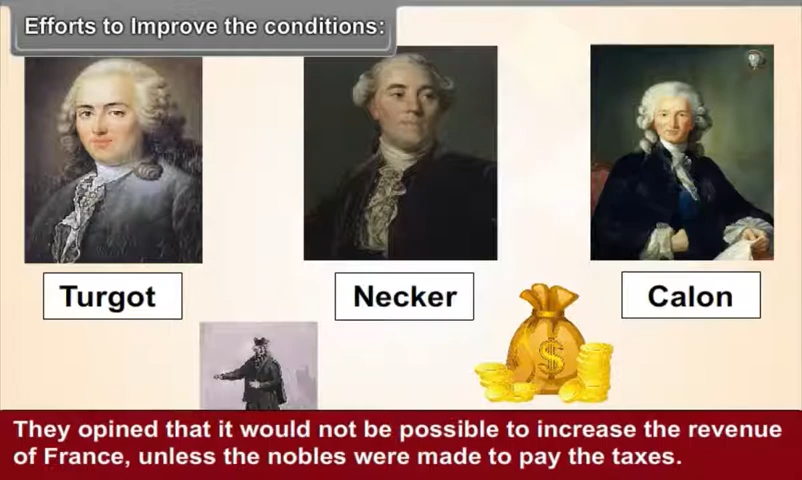 Efforts to Improve the conditions:
Turgot
Necker
Calon
$
They opined that it would not be possible to increase the revenue
of France, unless the nobles were made to pay the taxes.